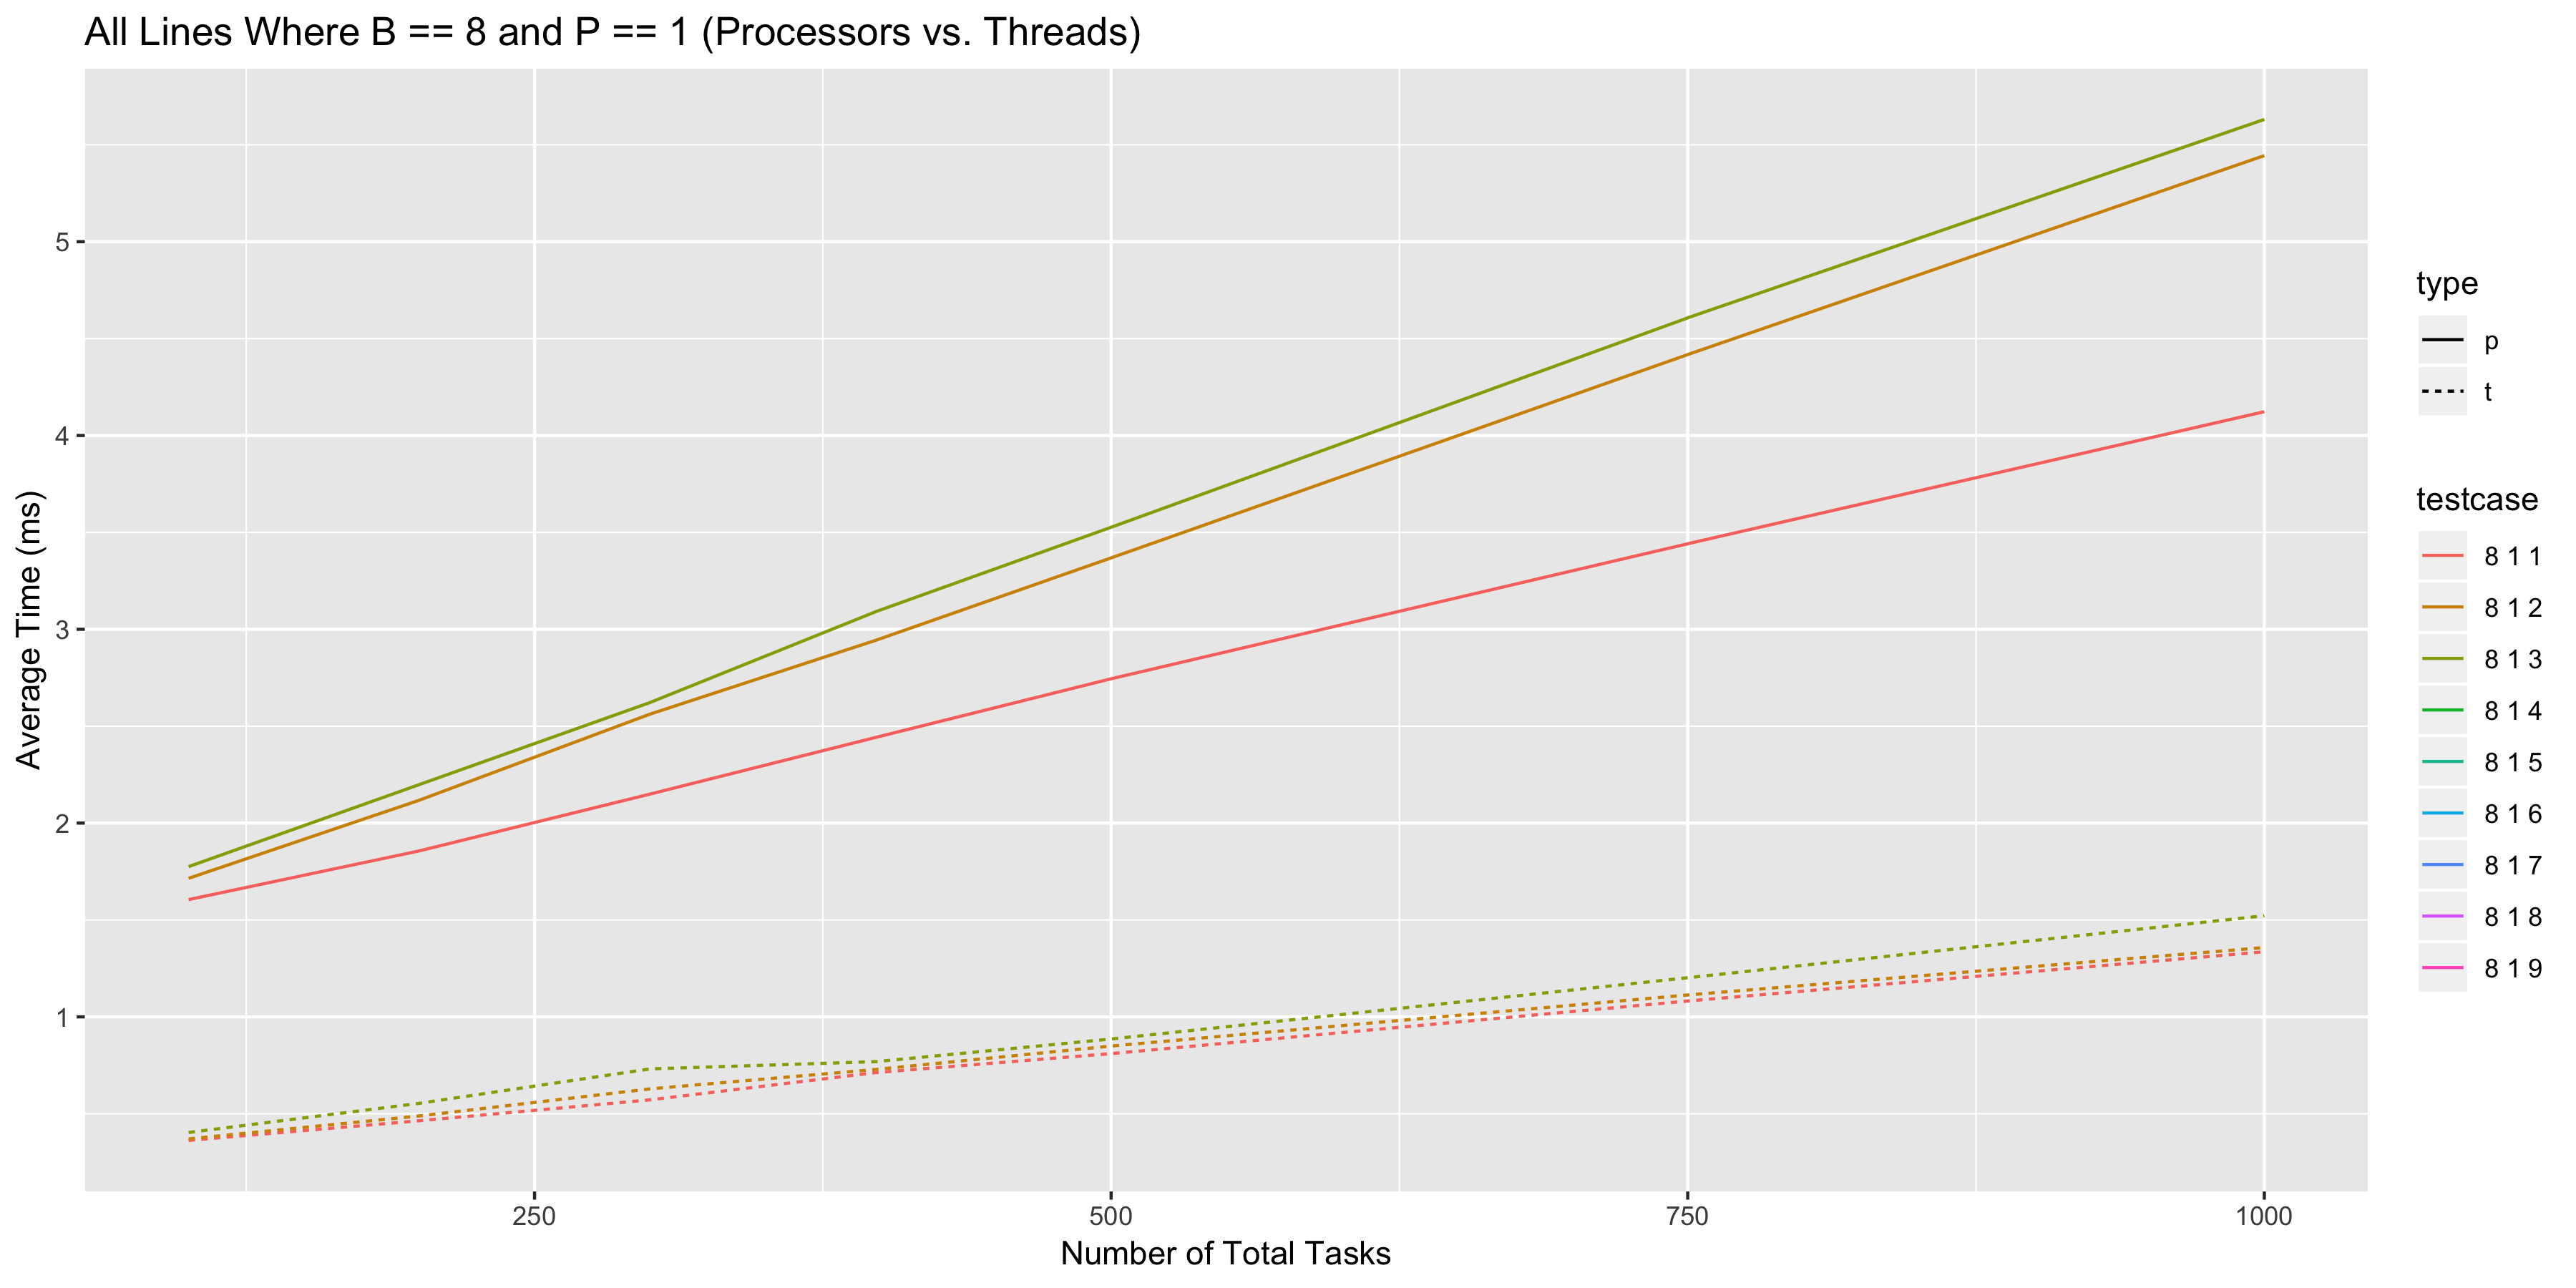 All Lines Where B == 8 and P == 1 (Processors vs. Threads)
5
4
3
2
1
Average Time (ms)
250 500 750 1000
Number of Total Tasks
type
p
t
testcase
8 1 1
8 1 2
8 1 3
8 1 4
8 1 5
8 1 6
8 1 7
8 1 8
8 1 9